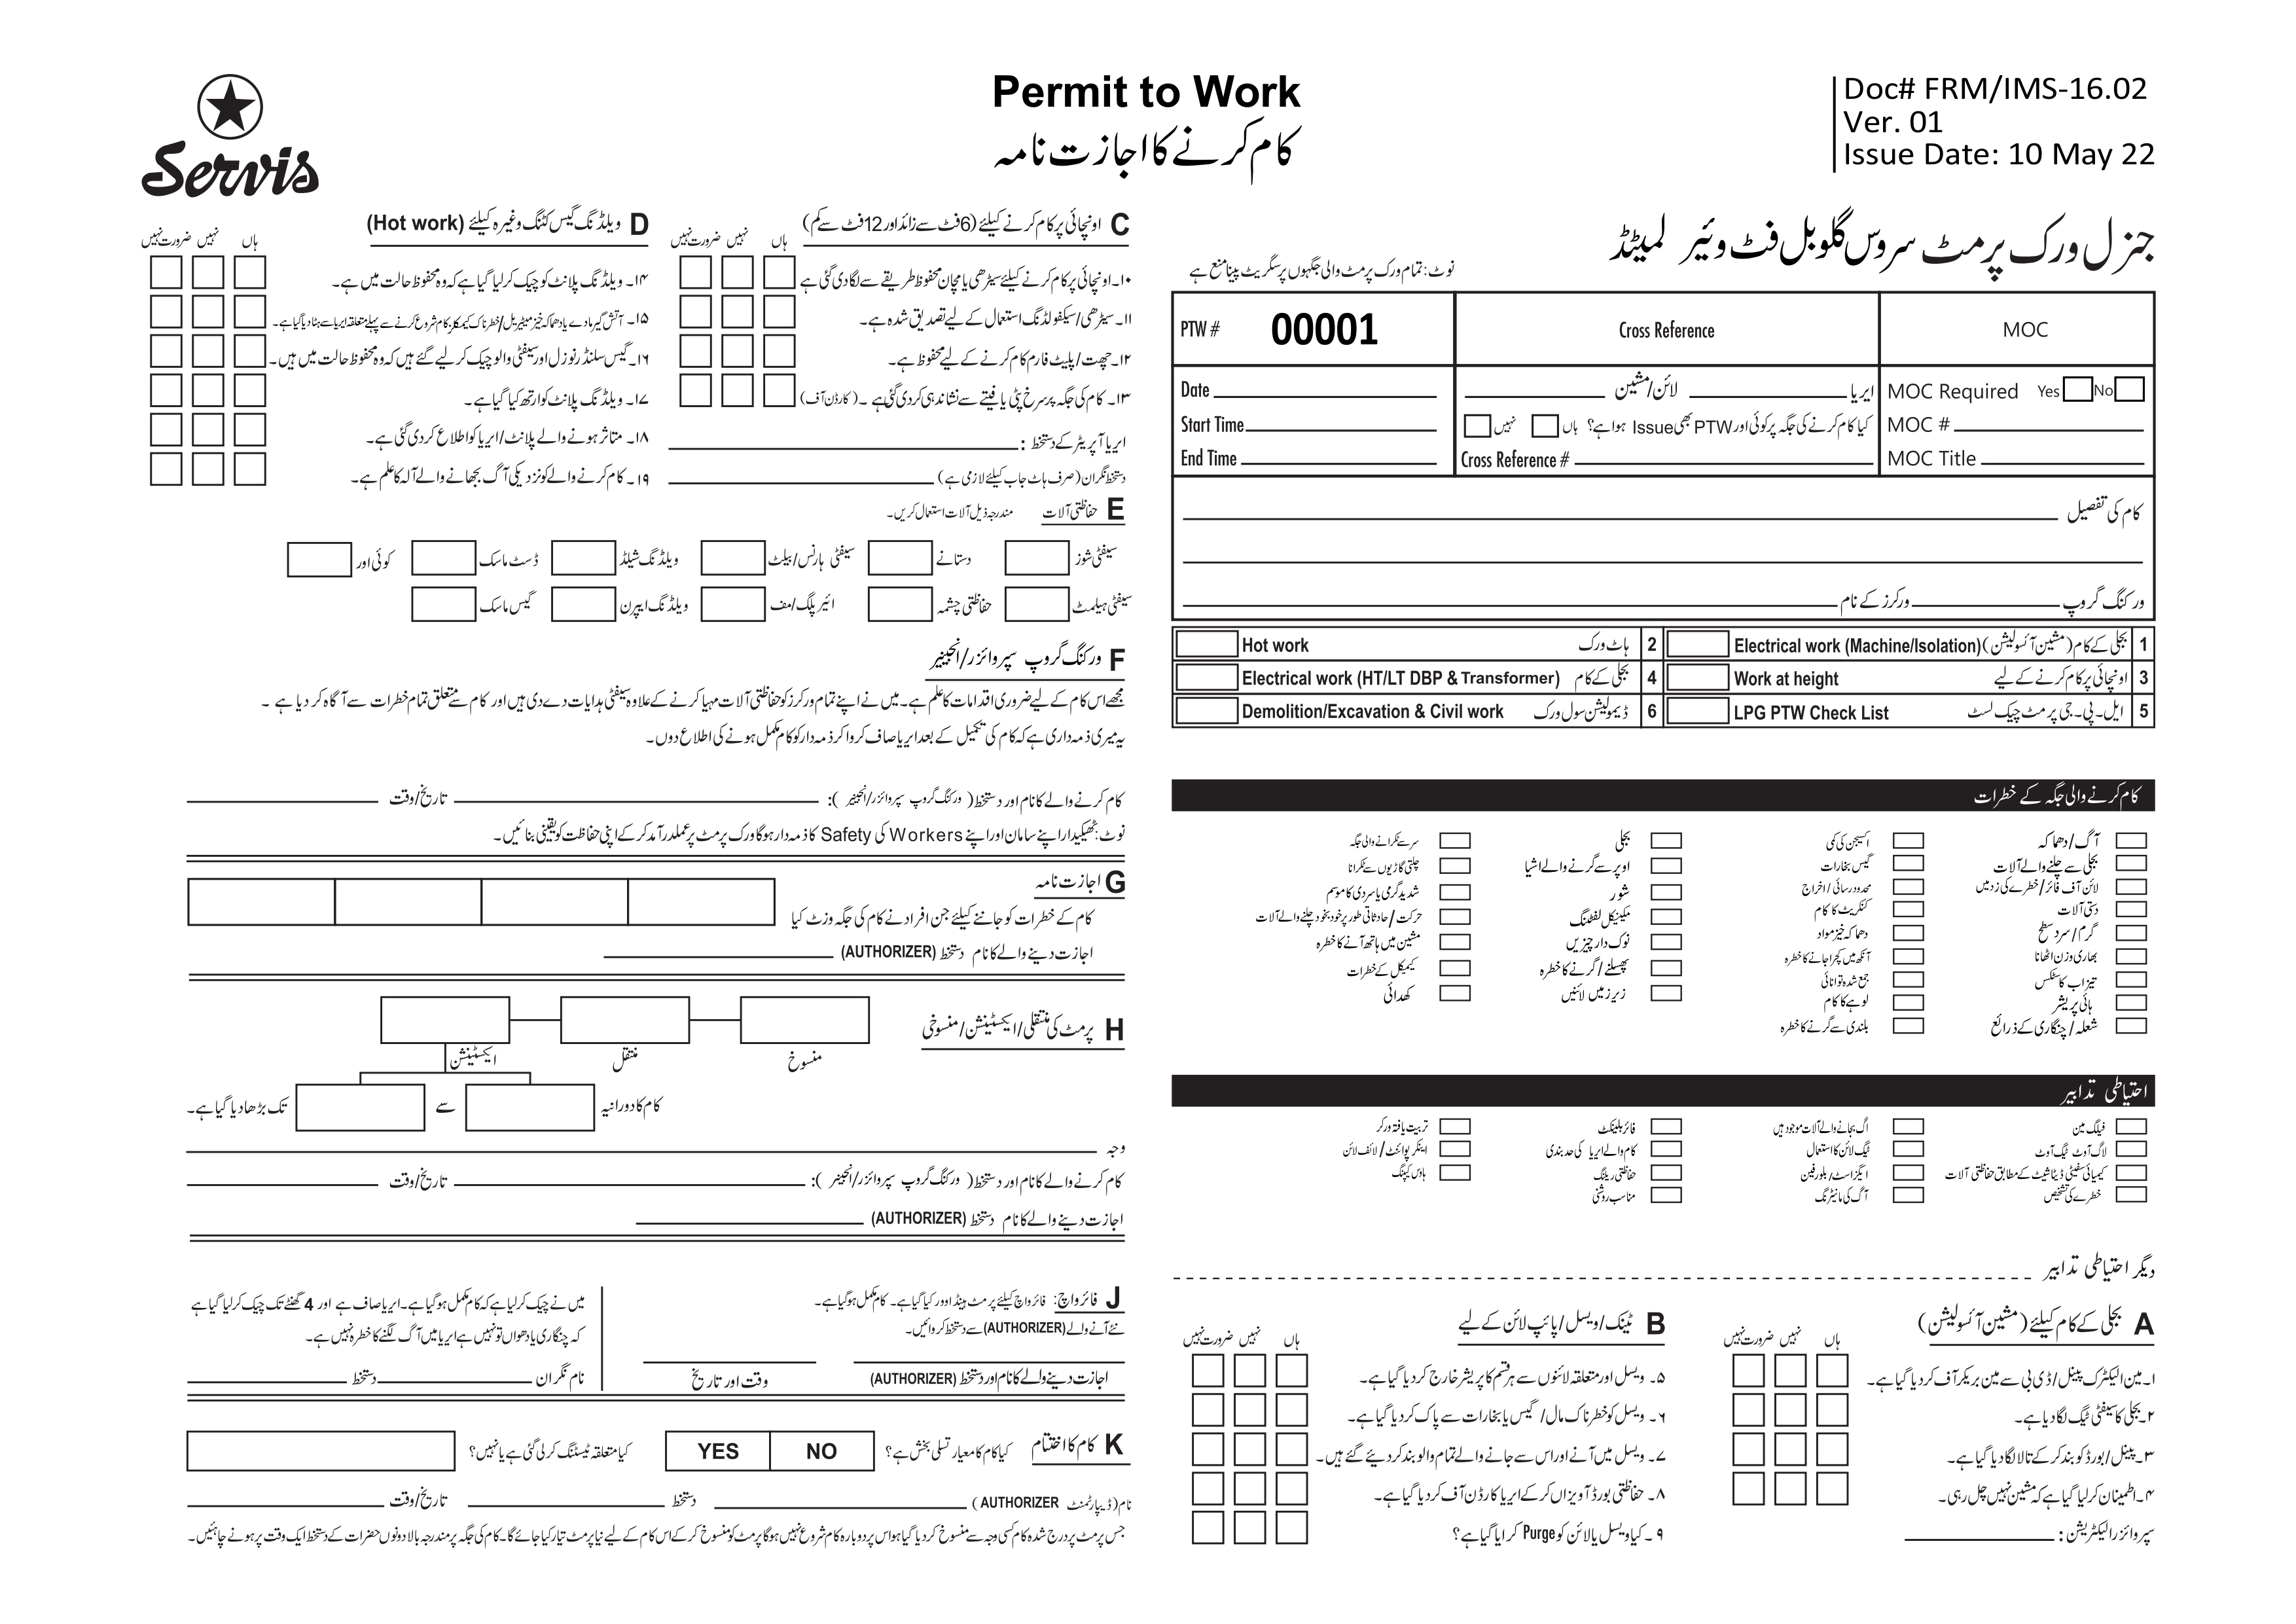 Servis
Permit to Work
کام کرنے کا اجازت نامہ
Doc# FRM/IMS-16.02
Ver. 01
Issue Date: 10 May 22
جنرل ورک پرمٹ سروس گلوبل فٹ وئیر لمیٹڈ
نوٹ: تمام ورک پرمٹ والی جگہوں پر سگریٹ پینا منع ہے
PTW # 00001
Cross Reference
MOC
Date
ایریا لائن/مشین
MOC Required Yes No
Start Time
کیا کام کرنے کی جگہ پر کوئی اور PTW بھی Issue ہوا ہے؟ ہاں نہیں
MOC #
End Time
Cross Reference #
MOC Title
کام کی تفصیل
ورکنگ گروپ ورکرز کے نام
1 بجلی کے کام (مشین آئسولیشن) Electrical work (Machine/Isolation)
2 ہاٹ ورک Hot work
3 اونچائی پر کام کرنے کے لیے Work at height
4 بجلی کے کام Electrical work (HT/LT DBP & Transformer)
5 ایل۔پی۔جی پرمٹ چیک لسٹ LPG PTW Check List
6 ڈیمولیشن سول ورک Demolition/Excavation & Civil work
کام کرنے والی جگہ کے خطرات
آگ/دھماکہ
بجلی سے چلنے والے آلات
لائن آف فائر/خطرے کی زد میں
دستی آلات
گرم/سرد سطح
بھاری وزن اٹھانا
تیزاب کاسٹکس
ہائی پریشر
شعلہ/چنگاری کے ذرائع
اکسیجن کی کمی
گیس بخارات
محدود رسائی/اخراج
کنکریٹ کا کام
دھماکہ خیز مواد
آنکھ میں کچرا جانے کا خطرہ
جمع شدہ توانائی
لوہے کا کام
بلندی سے گرنے کا خطرہ
بجلی
اوپر سے گرنے والے اشیا
شور
مکینکل لفٹنگ
نوک دار چیزیں
پھسلنے/گرنے کا خطرہ
زیر زمیں لائنیں
سر سے ٹکرانے والی جگہ
چلتی گاڑیوں سے ٹکرانا
شدید گرمی یا سردی کا موسم
حرکت/حادثاتی طور پر خود بخود چلنے والے آلات
مشین میں ہاتھ آنے کا خطرہ
کیمیکل کے خطرات
کھدائی
احتیاطی تدابیر
فلیگ مین
لاگ آوٹ ٹیگ آوٹ
کیمیائی سفیٹی ڈیٹا شیٹ کے مطابق حفاظتی آلات
خطرے کی تشخیص
اگ بجانے والے آلات موجود ہیں
ٹیگ لائن کا استعمال
ایگزاسٹ/بلور فین
آگ کی مانیٹرنگ
فائر بلینکٹ
کام والے ایریا کی حد بندی
حفاظتی ریلنگ
مناسب روشنی
تربیت یافتہ ورکر
اینکر پوائنٹ/لائف لائن
ہاوس کیپنگ
دیگر احتیاطی تدابیر
A بجلی کے کام کیلئے (مشین آئسولیشن)
ہاں نہیں ضرورت نہیں
۱۔ مین الیکٹرک پینل/ڈی بی سے مین بریکر آف کر دیا گیا ہے۔
۲۔ بجلی کا سیفٹی ٹیگ لگا دیا ہے۔
۳۔ پینل/بورڈ کو بند کر کے تالا لگا دیا گیا ہے۔
۴۔ اطمینان کر لیا گیا ہے کہ مشین نہیں چل رہی۔
سپروائزر الیکٹریشن:
B ٹینک/ویسل/پائپ لائن کے لیے
ہاں نہیں ضرورت نہیں
۵۔ ویسل اور متعلقہ لائنوں سے ہر قسم کا پریشر خارج کر دیا گیا ہے۔
۶۔ ویسل کو خطرناک مال/گیس یا بخارات سے پاک کر دیا گیا ہے۔
۷۔ ویسل میں آنے اور اس سے جانے والے تمام والو بند کر دیئے گئے ہیں۔
۸۔ حفاظتی بورڈ آویزاں کر کے ایریا کارڈن آف کر دیا گیا ہے۔
۹۔ کیا ویسل یا لائن کو Purge کرایا گیا ہے؟
C اونچائی پر کام کرنے کیلئے (6فٹ سے زائد اور 12فٹ سے کم)
ہاں نہیں ضرورت نہیں
۱۰۔ اونچائی پر کام کرنے کیلئے سیڑھی یا مچان محفوظ طریقے سے لگا دی گئی ہے
۱۱۔ سیڑھی/سیکفولڈنگ استعمال کے لیے تصدیق شدہ ہے۔
۱۲۔ چھت/پلیٹ فارم کام کرنے کے لیے محفوظ ہے۔
۱۳۔ کام کی جگہ پر سرخ پٹی یا فیتے سے نشاندہی کر دی گئی ہے۔ (کارڈن آف)
ایریا آپریٹر کے دستخط:
دستخط نگران (صرف ہاٹ جاب کیلئے لازمی ہے)
D ویلڈنگ گیس کٹنگ وغیرہ کیلئے (Hot work)
ہاں نہیں ضرورت نہیں
۱۴۔ ویلڈنگ پلانٹ کو چیک کر لیا گیا ہے کہ وہ محفوظ حالت میں ہے۔
۱۵۔ آتش گیر مادے یا دھماکہ خیز میٹیریل/خطرناک کیمیکلز کام شروع کرنے سے پہلے متعلقہ ایریا سے ہٹا دیا گیا ہے۔
۱۶۔ گیس سلنڈر نوزل اور سیفٹی والو چیک کر لیے گئے ہیں کہ وہ محفوظ حالت میں ہیں۔
۱۷۔ ویلڈنگ پلانٹ کو ارتھ کیا گیا ہے۔
۱۸۔ متاثر ہونے والے پلانٹ/ایریا کو اطلاع کر دی گئی ہے۔
۱۹۔ کام کرنے والے کو نزدیکی آگ بجھانے والے آلہ کا علم ہے۔
E حفاظتی آلات مندرجہ ذیل آلات استعمال کریں۔
سیفٹی شوز دستانے سیفٹی ہارنس/بیلٹ ویلڈنگ شیلڈ ڈسٹ ماسک کوئی اور
سیفٹی ہیلمٹ حفاظتی چشمہ ائیر پلگ/مف ویلڈنگ ایپرن گیس ماسک
F ورکنگ گروپ سپروائزر/انجینیر
مجھے اس کام کے لیے ضروری اقدامات کا علم ہے۔ میں نے اپنے تمام ورکرز کو حفاظتی آلات مہیا کرنے کے علاوہ سیفٹی ہدایات دے دی ہیں اور کام سے متعلق تمام خطرات سے آگاہ کر دیا ہے۔
یہ میری ذمہ داری ہے کہ کام کی تکمیل کے بعد ایریا صاف کروا کر ذمہ دار کو کام مکمل ہونے کی اطلاع دوں۔
کام کرنے والے کا نام اور دستخط (ورکنگ گروپ سپروائزر/انجینیر): تاریخ/وقت
نوٹ: ٹھیکیدار اپنے سامان اور اپنے Workers کی Safety کا ذمہ دار ہوگا ورک پرمٹ پر عملدرآمد کر کے اپنی حفاظت کو یقینی بنائیں۔
G اجازت نامہ
کام کے خطرات کو جاننے کیلئے جن افراد نے کام کی جگہ وزٹ کیا
اجازت دینے والے کا نام دستخط (AUTHORIZER)
H پرمٹ کی منتقلی/ایکسٹینشن/منسوخی
منسوخ منتقل ایکسٹینشن
کام کا دورانیہ سے تک بڑھا دیا گیا ہے۔
وجہ
کام کرنے والے کا نام اور دستخط (ورکنگ گروپ سپروائزر/انجینیر): تاریخ/وقت
اجازت دینے والے کا نام دستخط (AUTHORIZER)
J فائر واچ: فائر واچ کیلئے پرمٹ ہینڈ اوور کیا گیا ہے۔ کام مکمل ہو گیا ہے۔
نئے آنے والے (AUTHORIZER) سے دستخط کروائیں۔
اجازت دینے والے کا نام اور دستخط (AUTHORIZER) وقت اور تاریخ
میں نے چیک کر لیا ہے کہ کام مکمل ہو گیا ہے۔ ایریا صاف ہے اور 4 گھنٹے تک چیک کر لیا گیا ہے
کہ چنگاری یا دھواں تو نہیں ہے ایریا میں آگ لگنے کا خطرہ نہیں ہے۔
نام نگران دستخط
K کام کا اختتام کیا کام کا معیار تسلی بخش ہے؟ YES NO کیا متعلقہ ٹیسٹنگ کر لی گئی ہے یا نہیں؟
نام (ڈیپارٹمنٹ AUTHORIZER) دستخط تاریخ/وقت
جس پرمٹ پر درج شدہ کام کسی وجہ سے منسوخ کر دیا گیا ہو اس پر دوبارہ کام شروع نہیں ہوگا پرمٹ کو منسوخ کر کے اس کام کے لیے نیا پرمٹ تیار کیا جائے گا۔ کام کی جگہ پر مندرجہ بالا دونوں حضرات کے دستخط ایک وقت پر ہونے چاہئیں۔